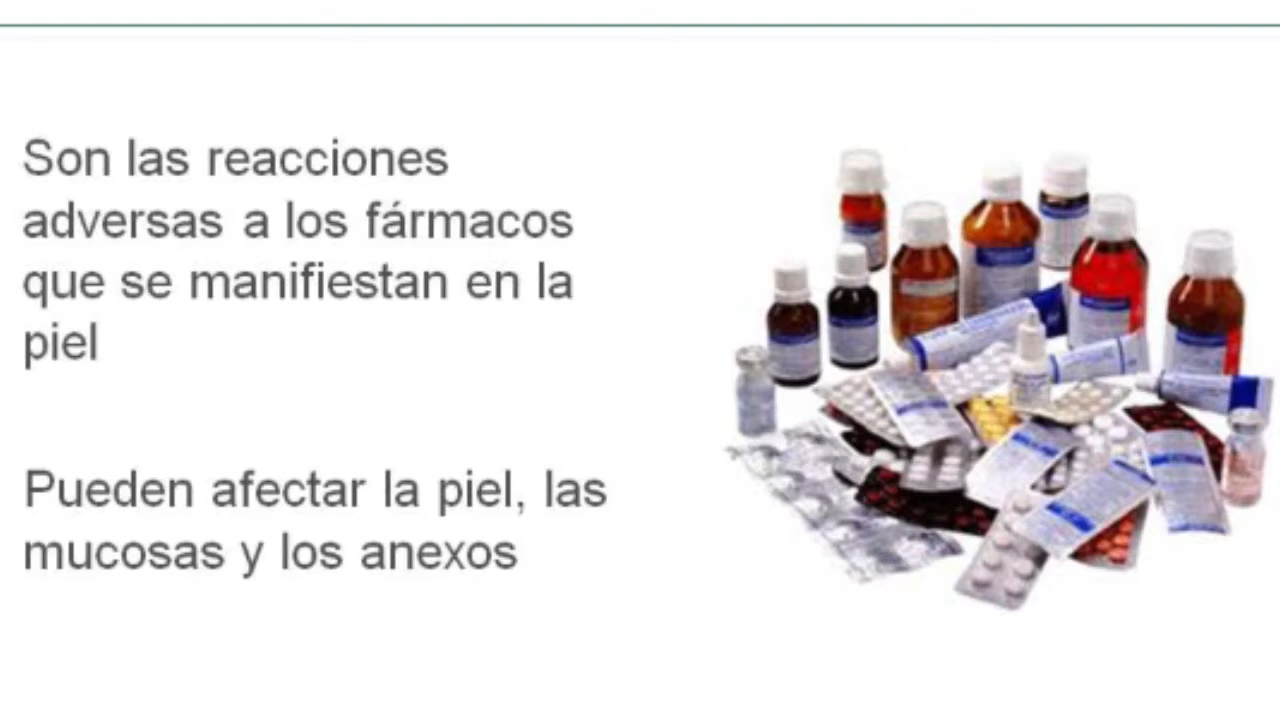 Son las reacciones
adversas a los fármacos
que se manifiestan en la
piel
Pueden afectar la piel, las
mucosas y los anexos